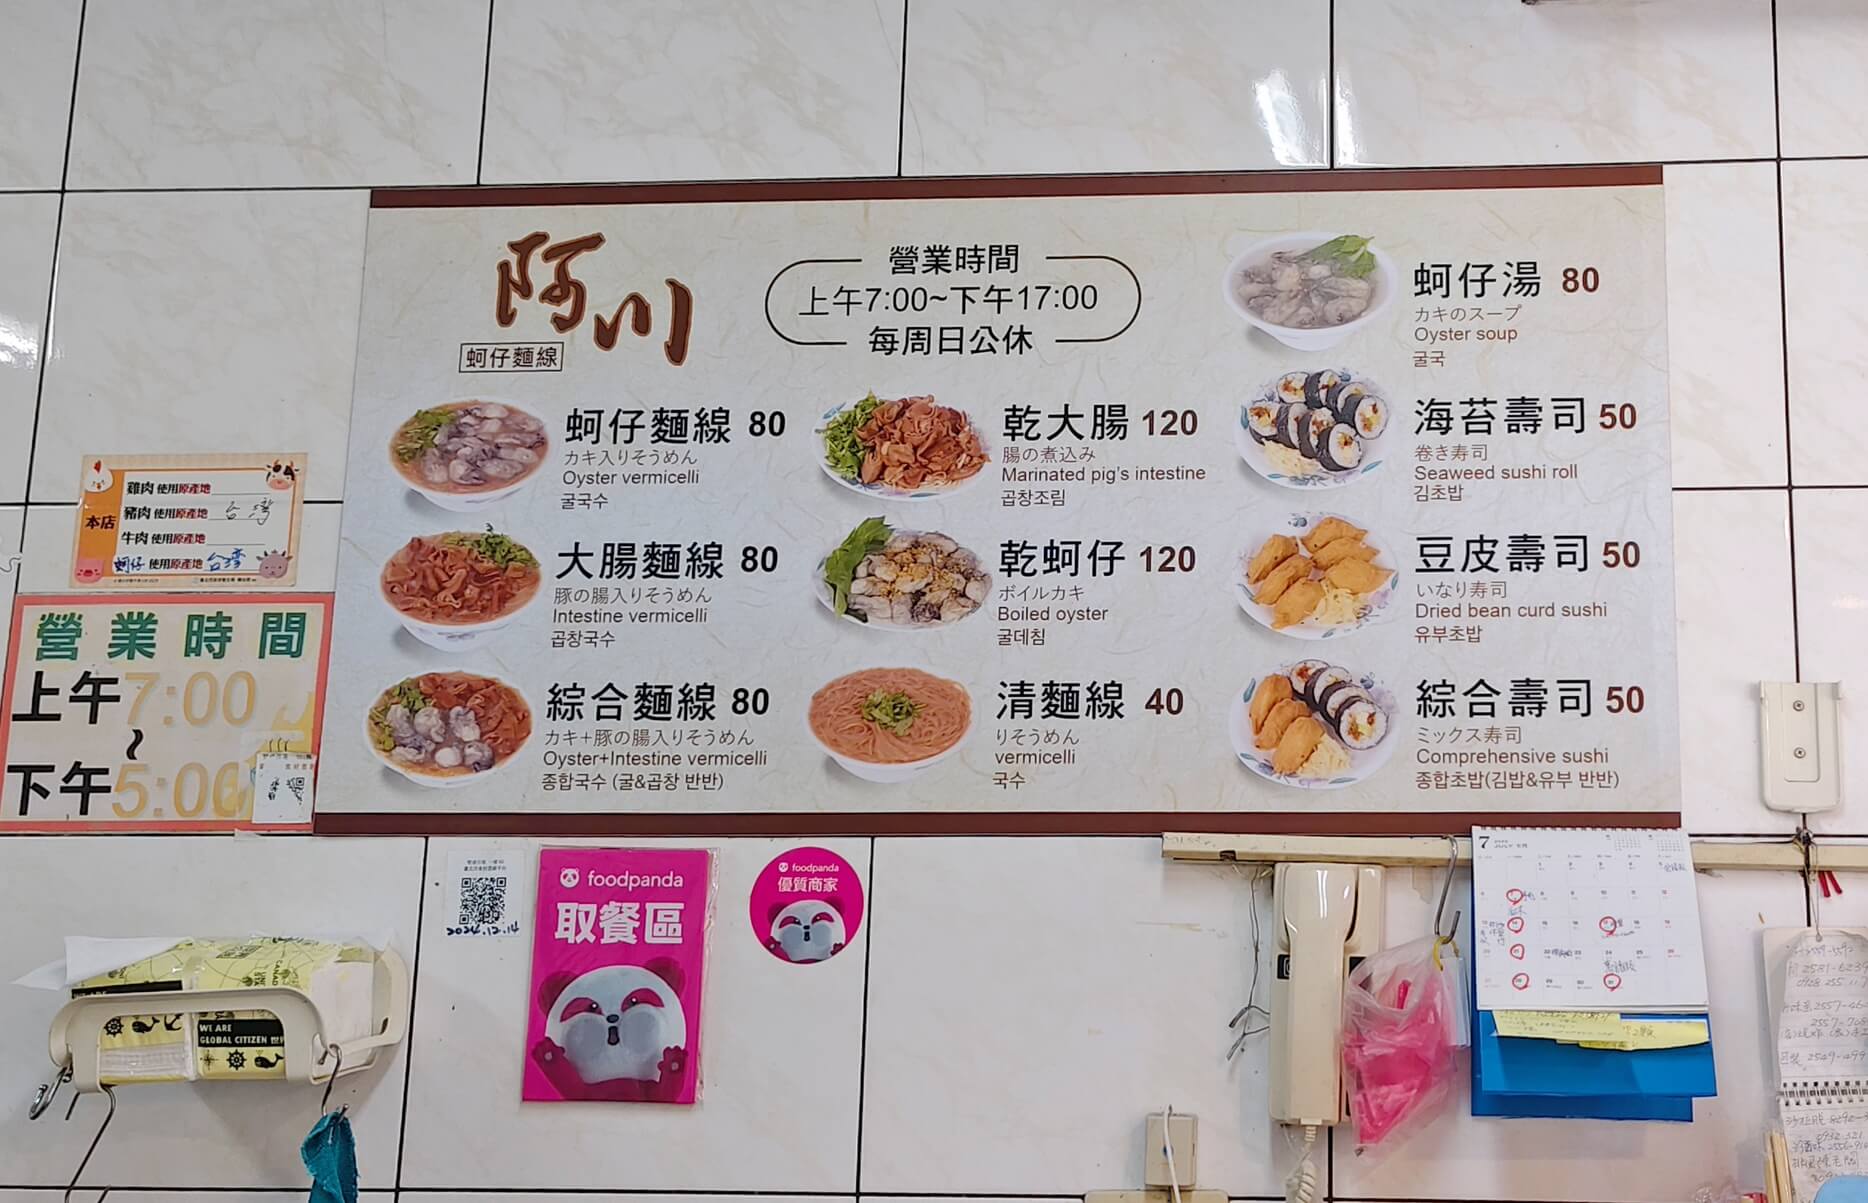 阿川
蚵仔麵線
營業時間
上午7:00~下午17:00
每周日公休
蚵仔麵線 80
カキ入りそうめん
Oyster vermicelli
굴국수
大腸麵線 80
豚の腸入りそうめん
Intestine vermicelli
곱창국수
綜合麵線 80
カキ+豚の腸入りそうめん
Oyster+Intestine vermicelli
종합국수 (굴&곱창 반반)
乾大腸 120
腸の煮込み
Marinated pig's intestine
곱창조림
乾蚵仔 120
ボイルカキ
Boiled oyster
굴데침
清麵線 40
りそうめん
vermicelli
국수
蚵仔湯 80
カキのスープ
Oyster soup
굴국
海苔壽司 50
巻き寿司
Seaweed sushi roll
김초밥
豆皮壽司 50
いなり寿司
Dried bean curd sushi
유부초밥
綜合壽司 50
ミックス寿司
Comprehensive sushi
종합초밥(김밥&유부 반반)
本店
雞肉 使用原產地
豬肉 使用原產地 台灣
牛肉 使用原產地
蚵仔 使用原產地 台灣
營業時間
上午7:00
~
下午5:00
foodpanda
取餐區
foodpanda
優質商家
2024.12.14
WE ARE
GLOBAL CITIZEN
7